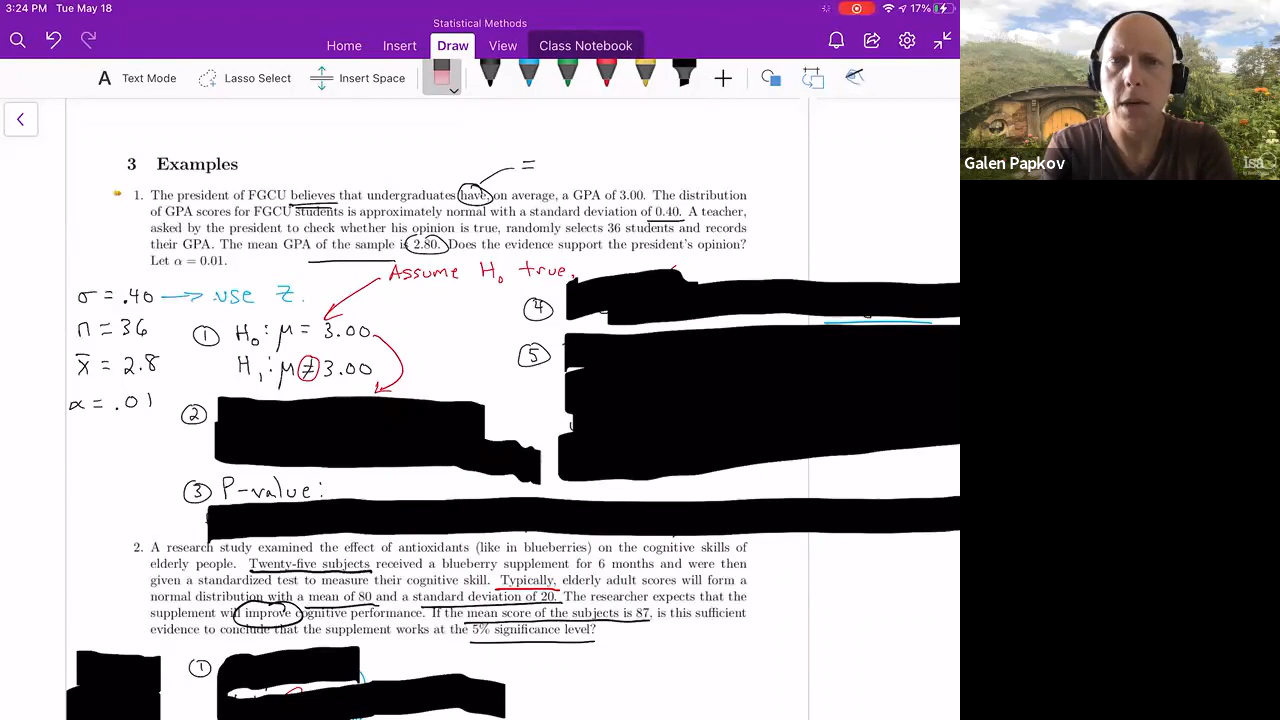 3:24 PM Tue May 18
17%
Statistical Methods
Home Insert Draw View Class Notebook
Text Mode Lasso Select Insert Space
3 Examples
=
1. The president of FGCU believes that undergraduates have, on average, a GPA of 3.00. The distribution
of GPA scores for FGCU students is approximately normal with a standard deviation of 0.40. A teacher,
asked by the president to check whether his opinion is true, randomly selects 36 students and records
their GPA. The mean GPA of the sample is 2.80. Does the evidence support the president's opinion?
Let α = 0.01.
Assume H₀ true.
σ = .40 → use Z.
n = 36
x̄ = 2.8
α = .01
① H₀: μ = 3.00
H₁: μ ≠ 3.00
②
③ P-value:
④
⑤
2. A research study examined the effect of antioxidants (like in blueberries) on the cognitive skills of
elderly people. Twenty-five subjects received a blueberry supplement for 6 months and were then
given a standardized test to measure their cognitive skill. Typically, elderly adult scores will form a
normal distribution with a mean of 80 and a standard deviation of 20. The researcher expects that the
supplement will improve cognitive performance. If the mean score of the subjects is 87, is this sufficient
evidence to conclude that the supplement works at the 5% significance level?
①
Galen Papkov